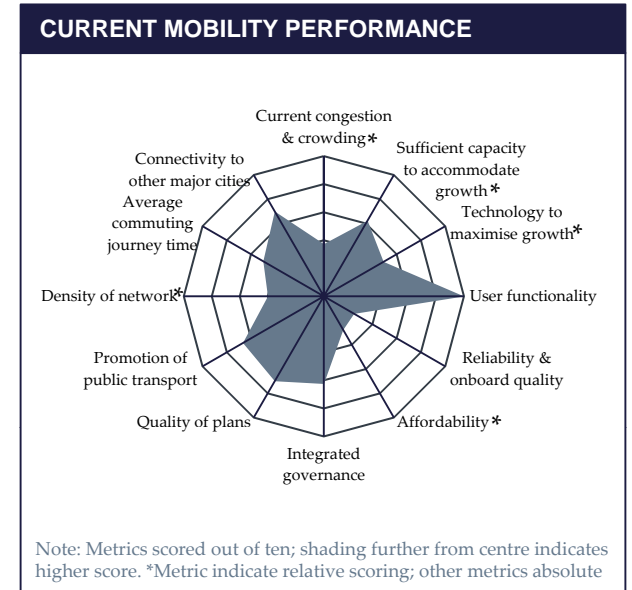 CURRENT MOBILITY PERFORMANCE
Current congestion
& crowding*
Sufficient capacity
to accommodate
growth*
Technology to
maximise growth*
User functionality
Reliability &
onboard quality
Affordability*
Integrated
governance
Quality of plans
Promotion of
public transport
Density of network*
Average
commuting
journey time
Connectivity to
other major cities
Note: Metrics scored out of ten; shading further from centre indicates
higher score. *Metric indicate relative scoring; other metrics absolute